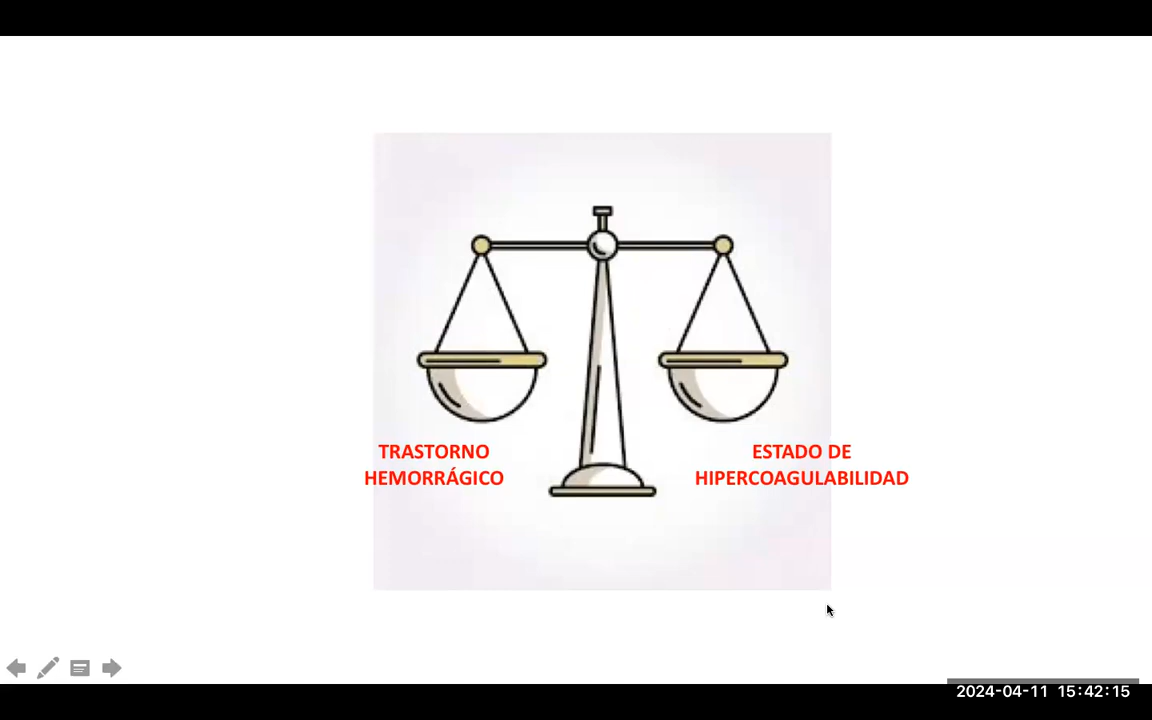 TRASTORNO
HEMORRÁGICO
ESTADO DE
HIPERCOAGULABILIDAD
2024-04-11 15:42:15